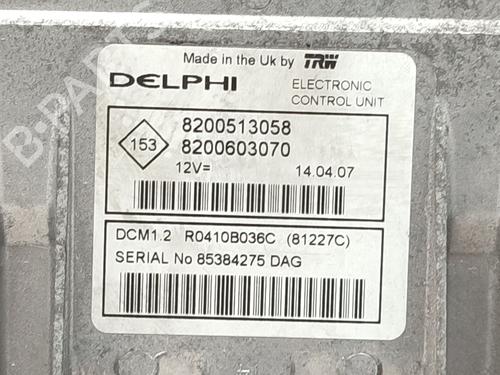 Made in the Uk by TRW
DELPHI
ELECTRONIC
CONTROL UNIT
153
8200513058
8200603070
12V=
14.04.07
DCM1.2 R0410B036C (81227C)
SERIAL No 85384275 DAG
B-PARTS